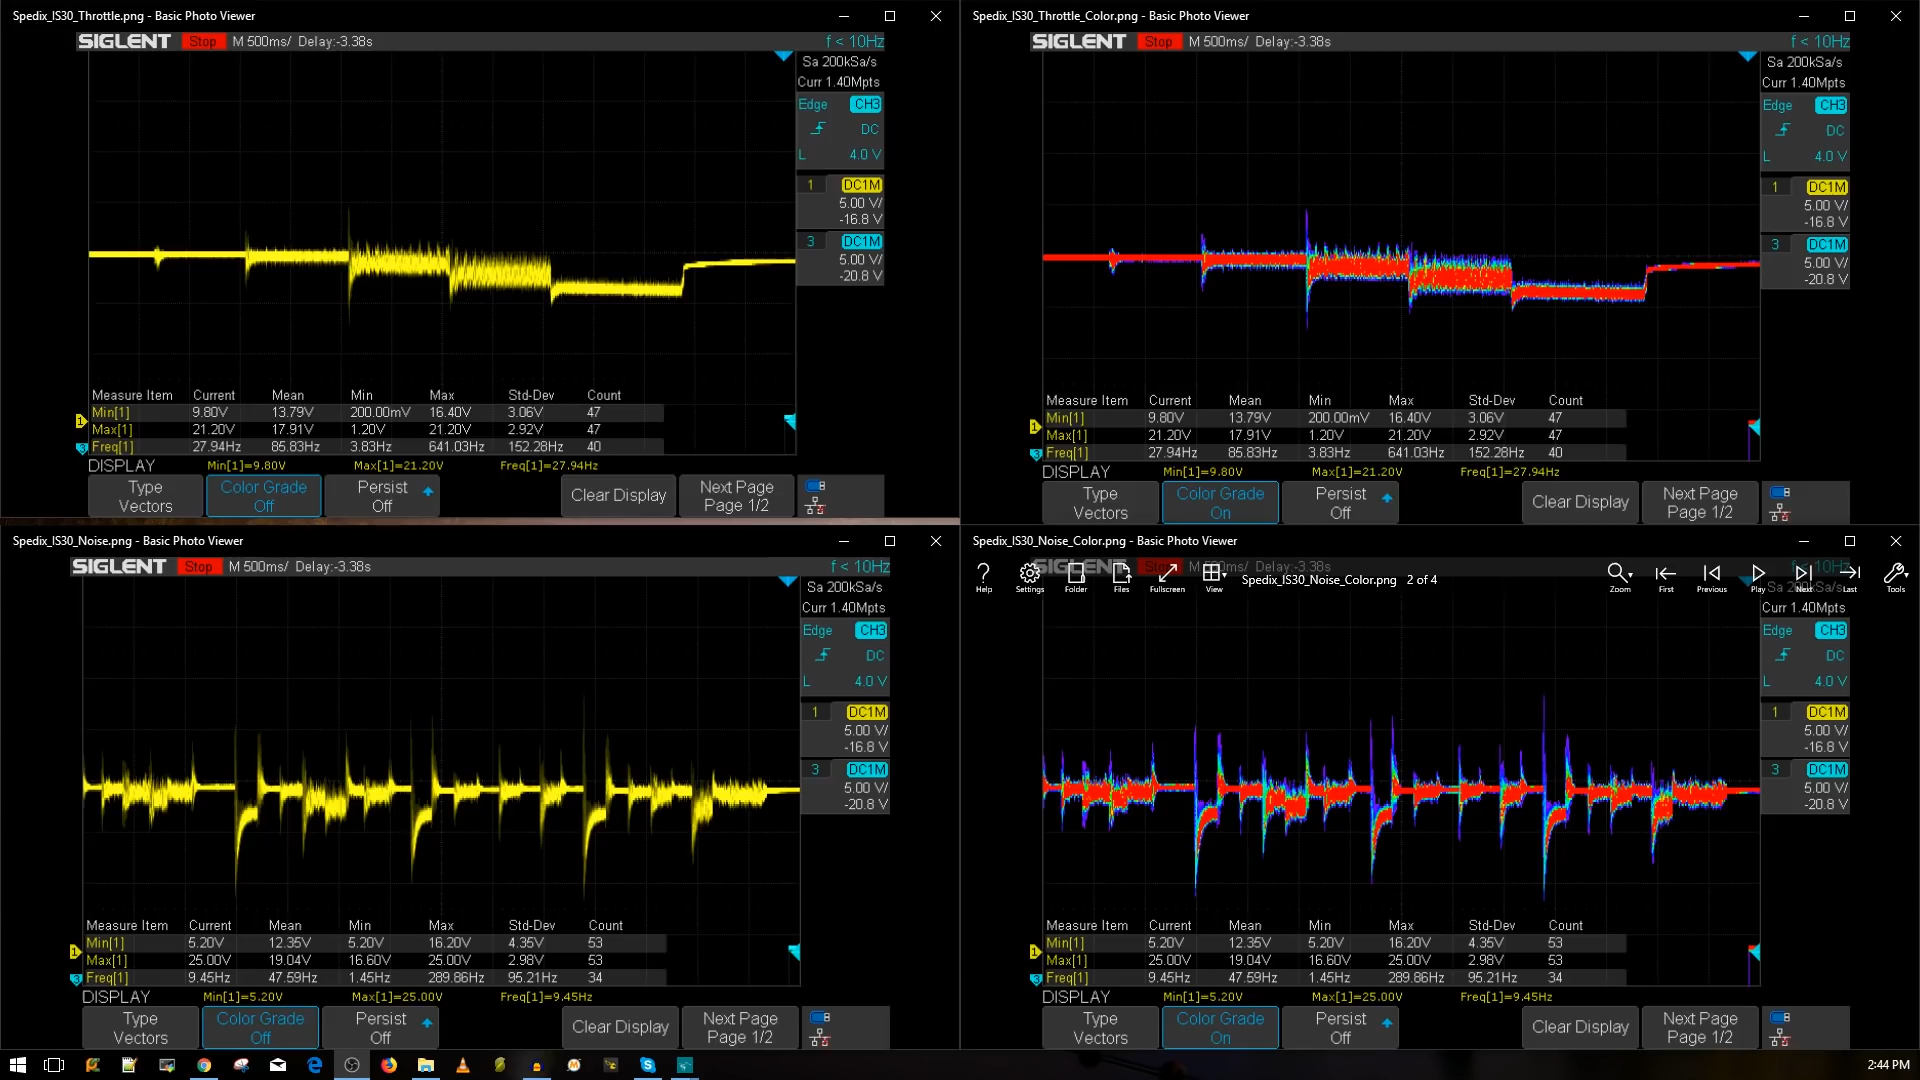 Spedix_IS30_Throttle.png - Basic Photo Viewer
SIGLENT Stop M 500ms/ Delay:-3.38s f < 10Hz
Sa 200kSa/s
Curr 1.40Mpts
Edge CH3
DC
L 4.0 V
1 DC1M
5.00 V/
-16.8 V
3 DC1M
5.00 V/
-20.8 V
Measure Item Current Mean Min Max Std-Dev Count
Min[1] 9.80V 13.79V 200.00mV 16.40V 3.06V 47
Max[1] 21.20V 17.91V 1.20V 21.20V 2.92V 47
Freq[1] 27.94Hz 85.83Hz 3.83Hz 641.03Hz 152.28Hz 40
1
3
DISPLAY Min[1]=9.80V Max[1]=21.20V Freq[1]=27.94Hz
Type Color Grade Persist Clear Display Next Page
Vectors Off Off Page 1/2
Spedix_IS30_Throttle_Color.png - Basic Photo Viewer
SIGLENT Stop M 500ms/ Delay:-3.38s f < 10Hz
Sa 200kSa/s
Curr 1.40Mpts
Edge CH3
DC
L 4.0 V
1 DC1M
5.00 V/
-16.8 V
3 DC1M
5.00 V/
-20.8 V
Measure Item Current Mean Min Max Std-Dev Count
Min[1] 9.80V 13.79V 200.00mV 16.40V 3.06V 47
Max[1] 21.20V 17.91V 1.20V 21.20V 2.92V 47
Freq[1] 27.94Hz 85.83Hz 3.83Hz 641.03Hz 152.28Hz 40
1
3
DISPLAY Min[1]=9.80V Max[1]=21.20V Freq[1]=27.94Hz
Type Color Grade Persist Clear Display Next Page
Vectors On Off Page 1/2
Spedix_IS30_Noise.png - Basic Photo Viewer
SIGLENT Stop M 500ms/ Delay:-3.38s f < 10Hz
Sa 200kSa/s
Curr 1.40Mpts
Edge CH3
DC
L 4.0 V
1 DC1M
5.00 V/
-16.8 V
3 DC1M
5.00 V/
-20.8 V
Measure Item Current Mean Min Max Std-Dev Count
Min[1] 5.20V 12.35V 5.20V 16.20V 4.35V 53
Max[1] 25.00V 19.04V 16.60V 25.00V 2.98V 53
Freq[1] 9.45Hz 47.59Hz 1.45Hz 289.86Hz 95.21Hz 34
1
3
DISPLAY Min[1]=5.20V Max[1]=25.00V Freq[1]=9.45Hz
Type Color Grade Persist Clear Display Next Page
Vectors Off Off Page 1/2
Spedix_IS30_Noise_Color.png - Basic Photo Viewer
SIGLENT Stop M 500ms/ Delay:-3.38s f < 10Hz
Spedix_IS30_Noise_Color.png 2 of 4
Help Settings Folder Files Fullscreen View Zoom First Previous Play Next Last Tools
Sa 200kSa/s
Curr 1.40Mpts
Edge CH3
DC
L 4.0 V
1 DC1M
5.00 V/
-16.8 V
3 DC1M
5.00 V/
-20.8 V
Measure Item Current Mean Min Max Std-Dev Count
Min[1] 5.20V 12.35V 5.20V 16.20V 4.35V 53
Max[1] 25.00V 19.04V 16.60V 25.00V 2.98V 53
Freq[1] 9.45Hz 47.59Hz 1.45Hz 289.86Hz 95.21Hz 34
1
3
DISPLAY Min[1]=5.20V Max[1]=25.00V Freq[1]=9.45Hz
Type Color Grade Persist Clear Display Next Page
Vectors On Off Page 1/2
2:44 PM